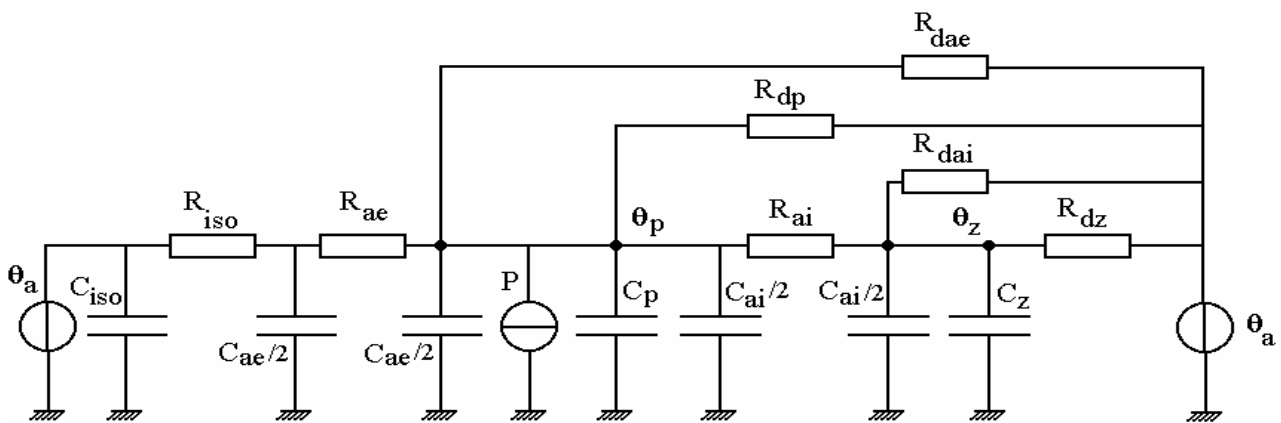 R_dae
R_dp
R_dai
R_iso
R_ae
θ_p
R_ai
θ_z
R_dz
θ_a
C_iso
P
C_p
C_ai/2
C_ai/2
C_z
θ_a
C_ae/2
C_ae/2